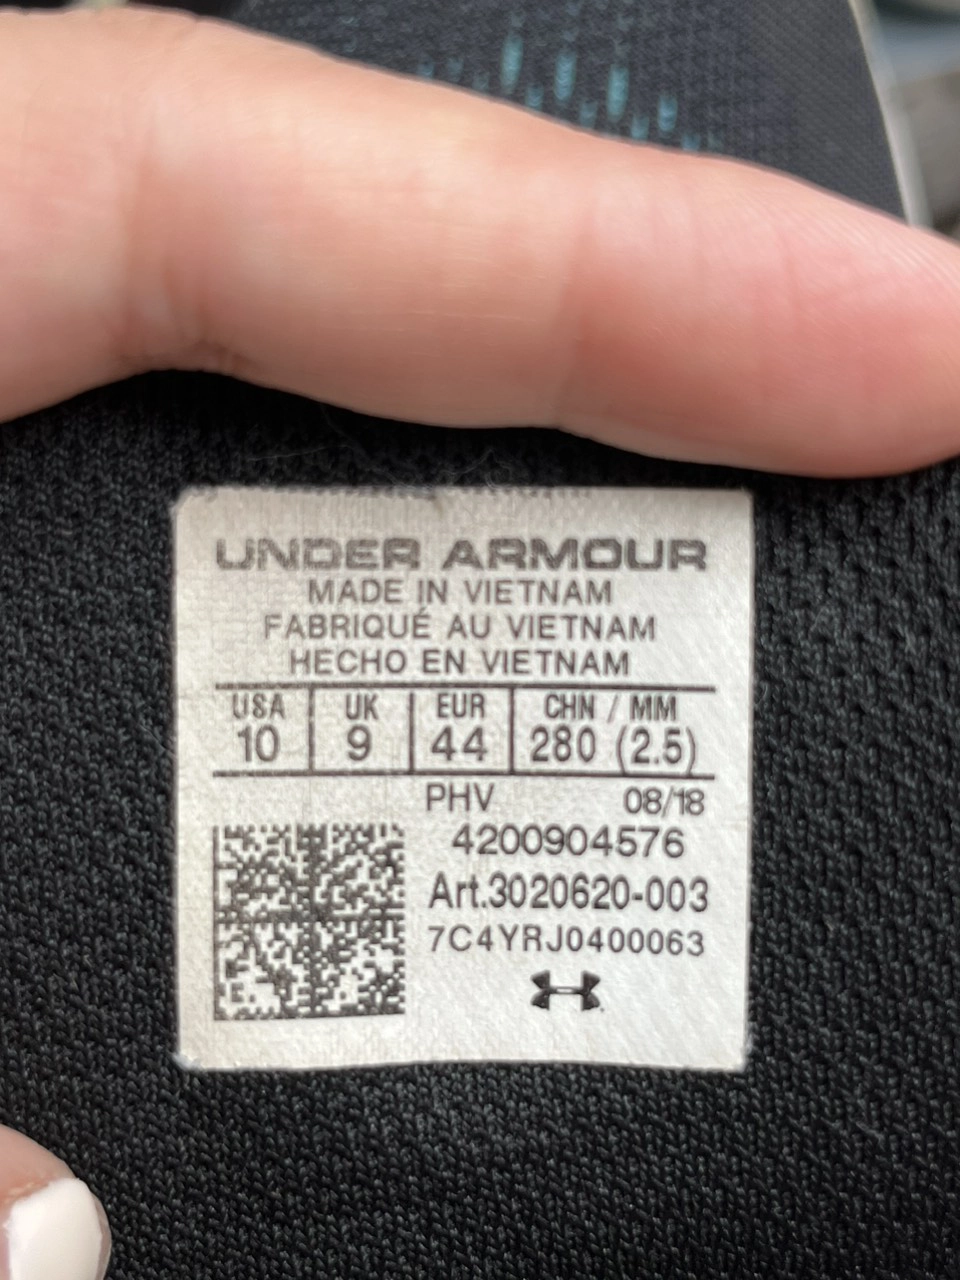 UNDER ARMOUR
MADE IN VIETNAM
FABRIQUÉ AU VIETNAM
HECHO EN VIETNAM
USA UK EUR CHN / MM
10 9 44 280 (2.5)
PHV 08/18
4200904576
Art.3020620-003
7C4YRJ0400063